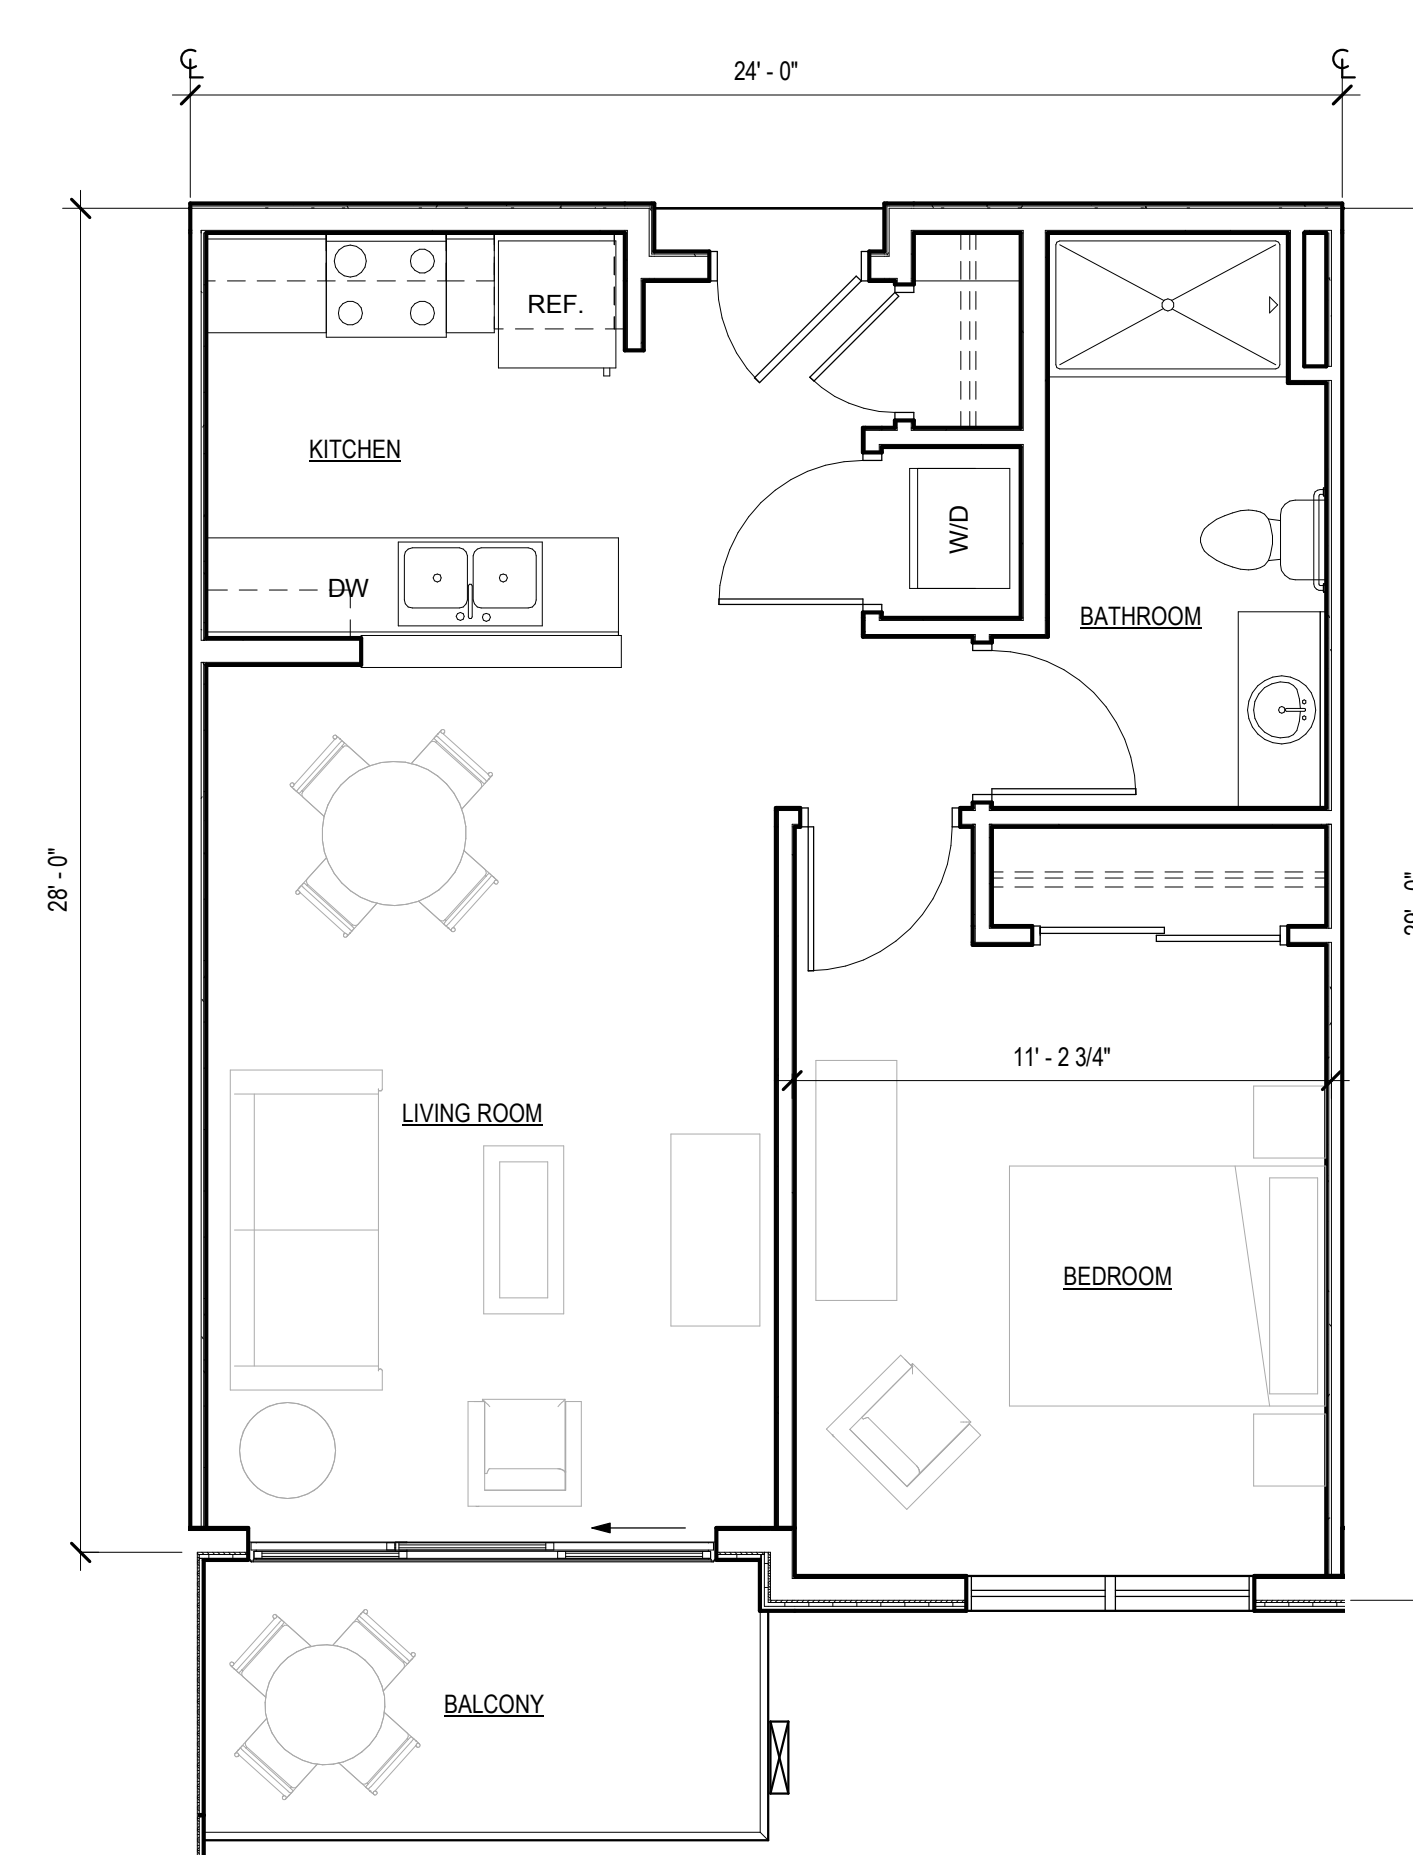 24' - 0"
REF.
KITCHEN
W/D
DW
BATHROOM
28' - 0"
11' - 2 3/4"
LIVING ROOM
BEDROOM
BALCONY